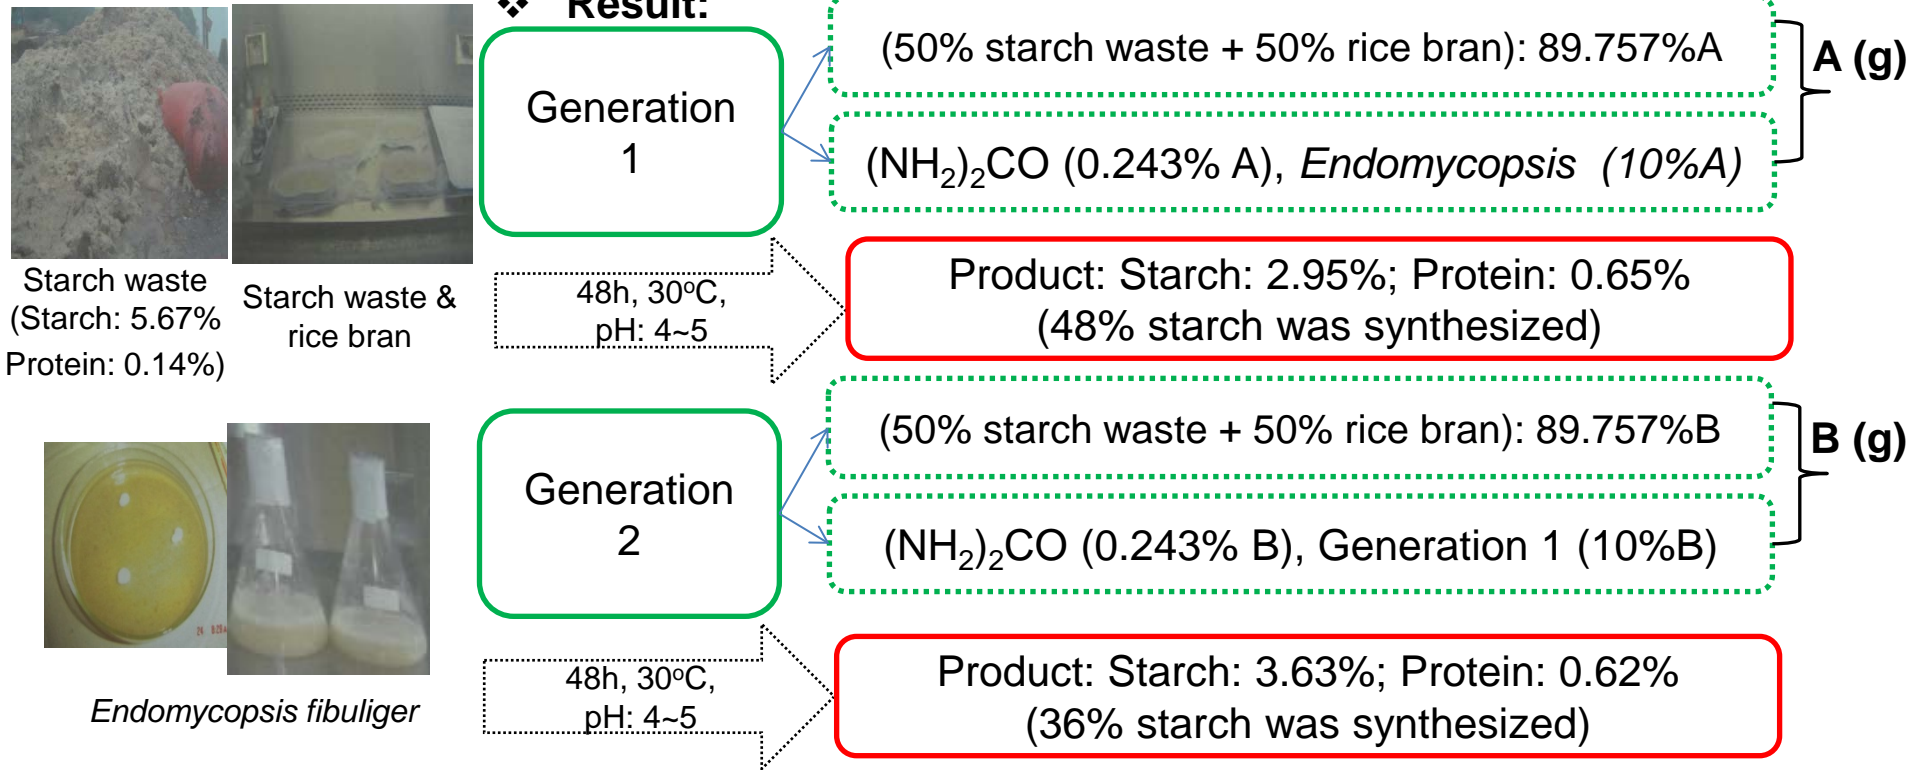 ❖ Result:
Generation
1
(50% starch waste + 50% rice bran): 89.757%A
(NH₂)₂CO (0.243% A), Endomycopsis (10%A)
A (g)
Starch waste
(Starch: 5.67%
Protein: 0.14%)
Starch waste &
rice bran
48h, 30ºC,
pH: 4~5
Product: Starch: 2.95%; Protein: 0.65%
(48% starch was synthesized)
Generation
2
(50% starch waste + 50% rice bran): 89.757%B
(NH₂)₂CO (0.243% B), Generation 1 (10%B)
B (g)
Endomycopsis fibuliger
48h, 30ºC,
pH: 4~5
Product: Starch: 3.63%; Protein: 0.62%
(36% starch was synthesized)